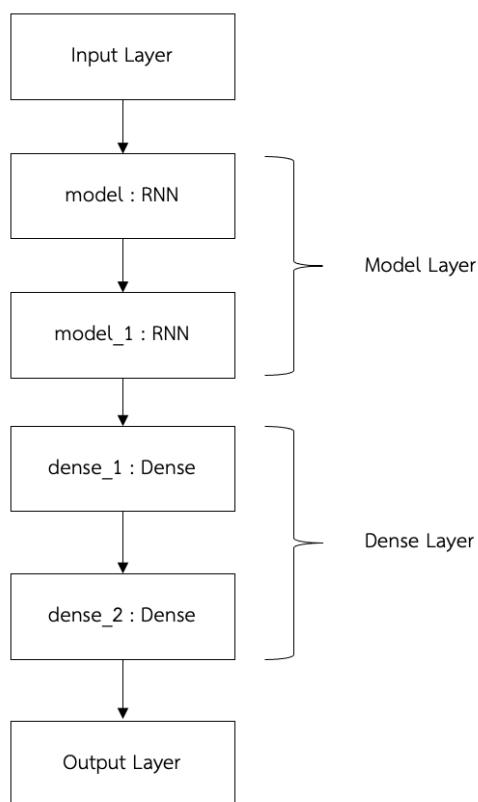 Input Layer
model : RNN
model_1 : RNN
Model Layer
dense_1 : Dense
dense_2 : Dense
Dense Layer
Output Layer